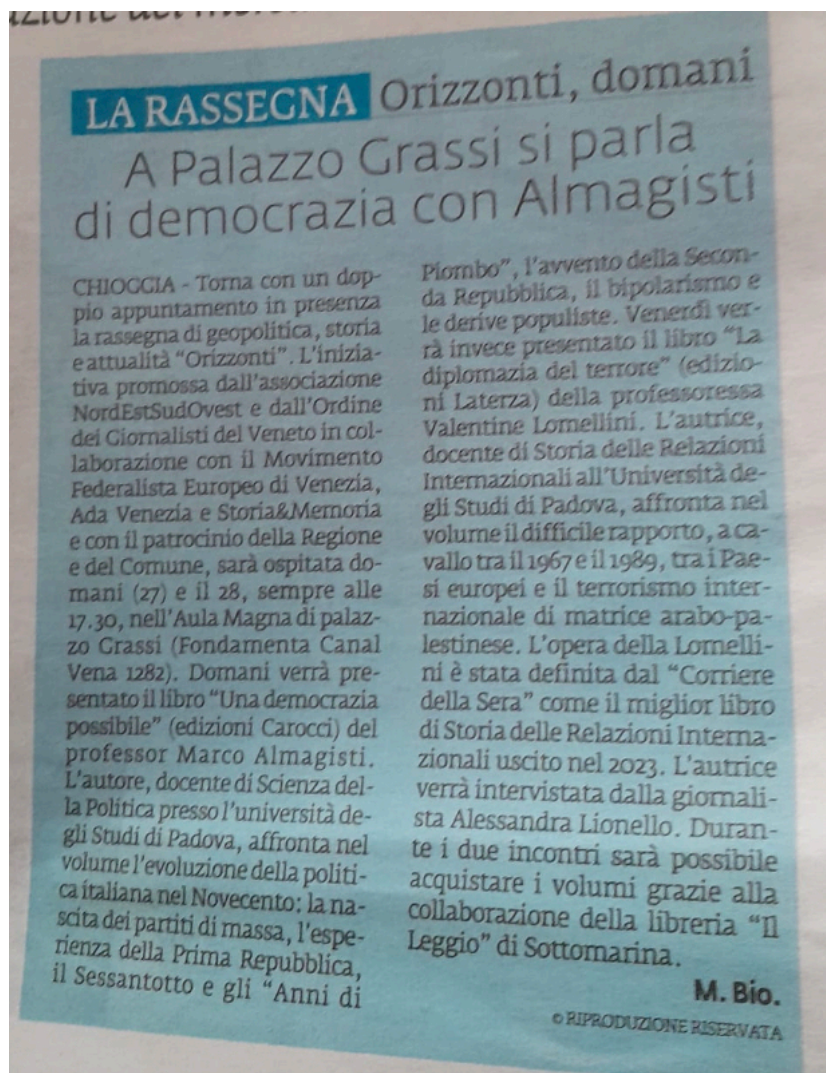 LA RASSEGNA Orizzonti, domani
A Palazzo Grassi si parla
di democrazia con Almagisti
CHIOGGIA - Torna con un dop-
pio appuntamento in presenza
la rassegna di geopolitica, storia
e attualità “Orizzonti”. L'inizia-
tiva promossa dall'associazione
NordEstSudOvest e dall'Ordine
dei Giornalisti del Veneto in col-
laborazione con il Movimento
Federalista Europeo di Venezia,
Ada Venezia e Storia&Memoria
e con il patrocinio della Regione
e del Comune, sarà ospitata do-
mani (27) e il 28, sempre alle
17.30, nell'Aula Magna di palaz-
zo Grassi (Fondamenta Canal
Vena 1282). Domani verrà pre-
sentato il libro “Una democrazia
possibile” (edizioni Carocci) del
professor Marco Almagisti.
L'autore, docente di Scienza del-
la Politica presso l'università de-
gli Studi di Padova, affronta nel
volume l'evoluzione della politi-
ca italiana nel Novecento: la na-
scita dei partiti di massa, l'espe-
rienza della Prima Repubblica,
il Sessantotto e gli “Anni di
Piombo”, l'avvento della Secon-
da Repubblica, il bipolarismo e
le derive populiste. Venerdì ver-
rà invece presentato il libro “La
diplomazia del terrore” (edizio-
ni Laterza) della professoressa
Valentine Lomellini. L'autrice,
docente di Storia delle Relazioni
Internazionali all'Università de-
gli Studi di Padova, affronta nel
volume il difficile rapporto, a ca-
vallo tra il 1967 e il 1989, tra i Pae-
si europei e il terrorismo inter-
nazionale di matrice arabo-pa-
lestinese. L'opera della Lomelli-
ni è stata definita dal “Corriere
della Sera” come il miglior libro
di Storia delle Relazioni Interna-
zionali uscito nel 2023. L'autrice
verrà intervistata dalla giornali-
sta Alessandra Lionello. Duran-
te i due incontri sarà possibile
acquistare i volumi grazie alla
collaborazione della libreria “Il
Leggio” di Sottomarina.
M. Bio.
© RIPRODUZIONE RISERVATA